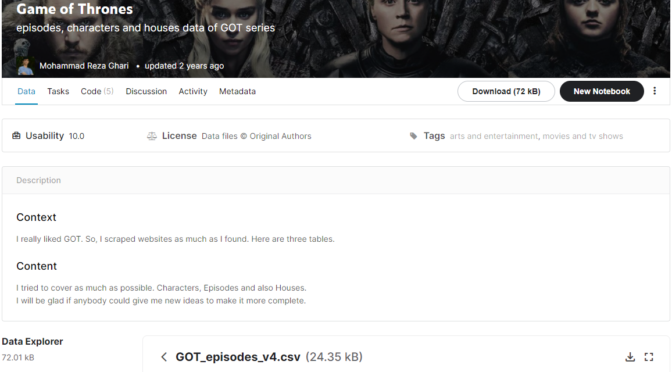 Game of Thrones
episodes, characters and houses data of GOT series
Mohammad Reza Ghari • updated 2 years ago
Data Tasks Code (5) Discussion Activity Metadata Download (72 kB) New Notebook
Usability 10.0 License Data files © Original Authors Tags arts and entertainment, movies and tv shows
Description
Context
I really liked GOT. So, I scraped websites as much as I found. Here are three tables.
Content
I tried to cover as much as possible. Characters, Episodes and also Houses.
I will be glad if anybody could give me new ideas to make it more complete.
Data Explorer
72.01 kB
< GOT_episodes_v4.csv (24.35 kB)